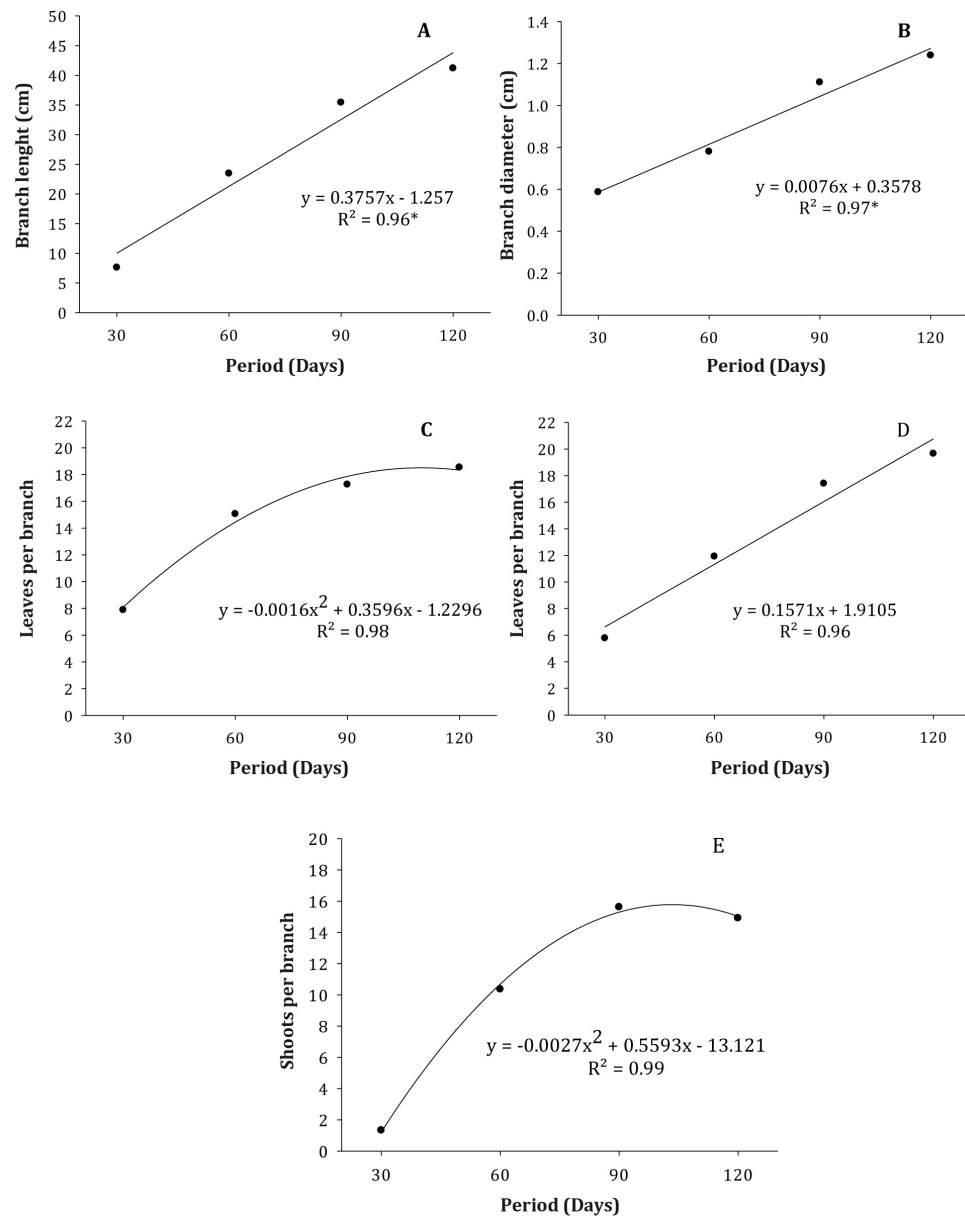 A
Branch lenght (cm)
50
45
40
35
30
25
20
15
10
5
0
y = 0.3757x - 1.257
R² = 0.96*
30 60 90 120
Period (Days)
B
Branch diameter (cm)
1.4
1.2
1.0
0.8
0.6
0.4
0.2
0.0
y = 0.0076x + 0.3578
R² = 0.97*
30 60 90 120
Period (Days)
C
Leaves per branch
22
20
18
16
14
12
10
8
6
4
2
0
y = -0.0016x² + 0.3596x - 1.2296
R² = 0.98
30 60 90 120
Period (Days)
D
Leaves per branch
22
20
18
16
14
12
10
8
6
4
2
0
y = 0.1571x + 1.9105
R² = 0.96
30 60 90 120
Period (Days)
E
Shoots per branch
20
18
16
14
12
10
8
6
4
2
0
y = -0.0027x² + 0.5593x - 13.121
R² = 0.99
30 60 90 120
Period (Days)